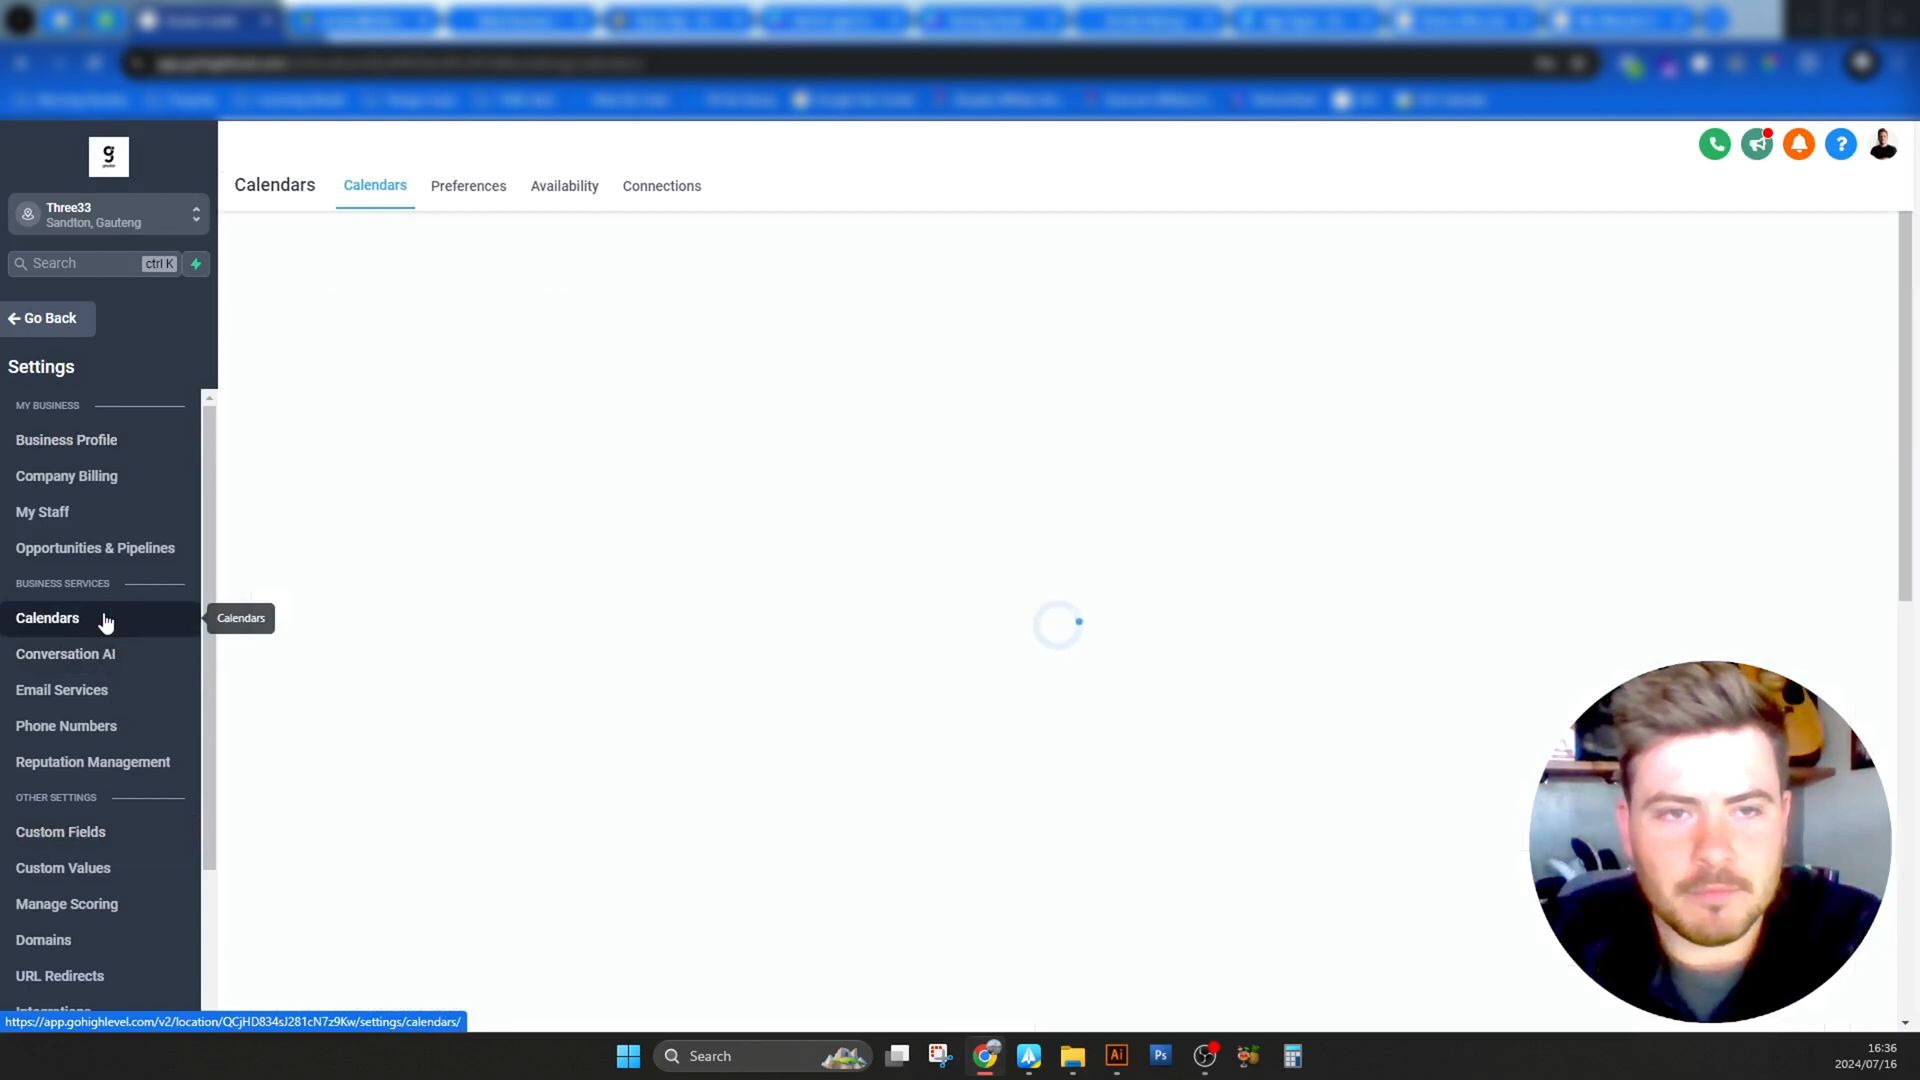 g
Three33
Sandton, Gauteng
Search
ctrl K
Go Back
Settings
MY BUSINESS
Business Profile
Company Billing
My Staff
Opportunities & Pipelines
BUSINESS SERVICES
Calendars
Calendars
Conversation AI
Email Services
Phone Numbers
Reputation Management
OTHER SETTINGS
Custom Fields
Custom Values
Manage Scoring
Domains
URL Redirects
Integrations
https://app.gohighlevel.com/v2/location/QCjHD834sJ281cN7z9Kw/settings/calendars/
Calendars
Calendars
Preferences
Availability
Connections
?
Search
Ai
Ps
16:36
2024/07/16